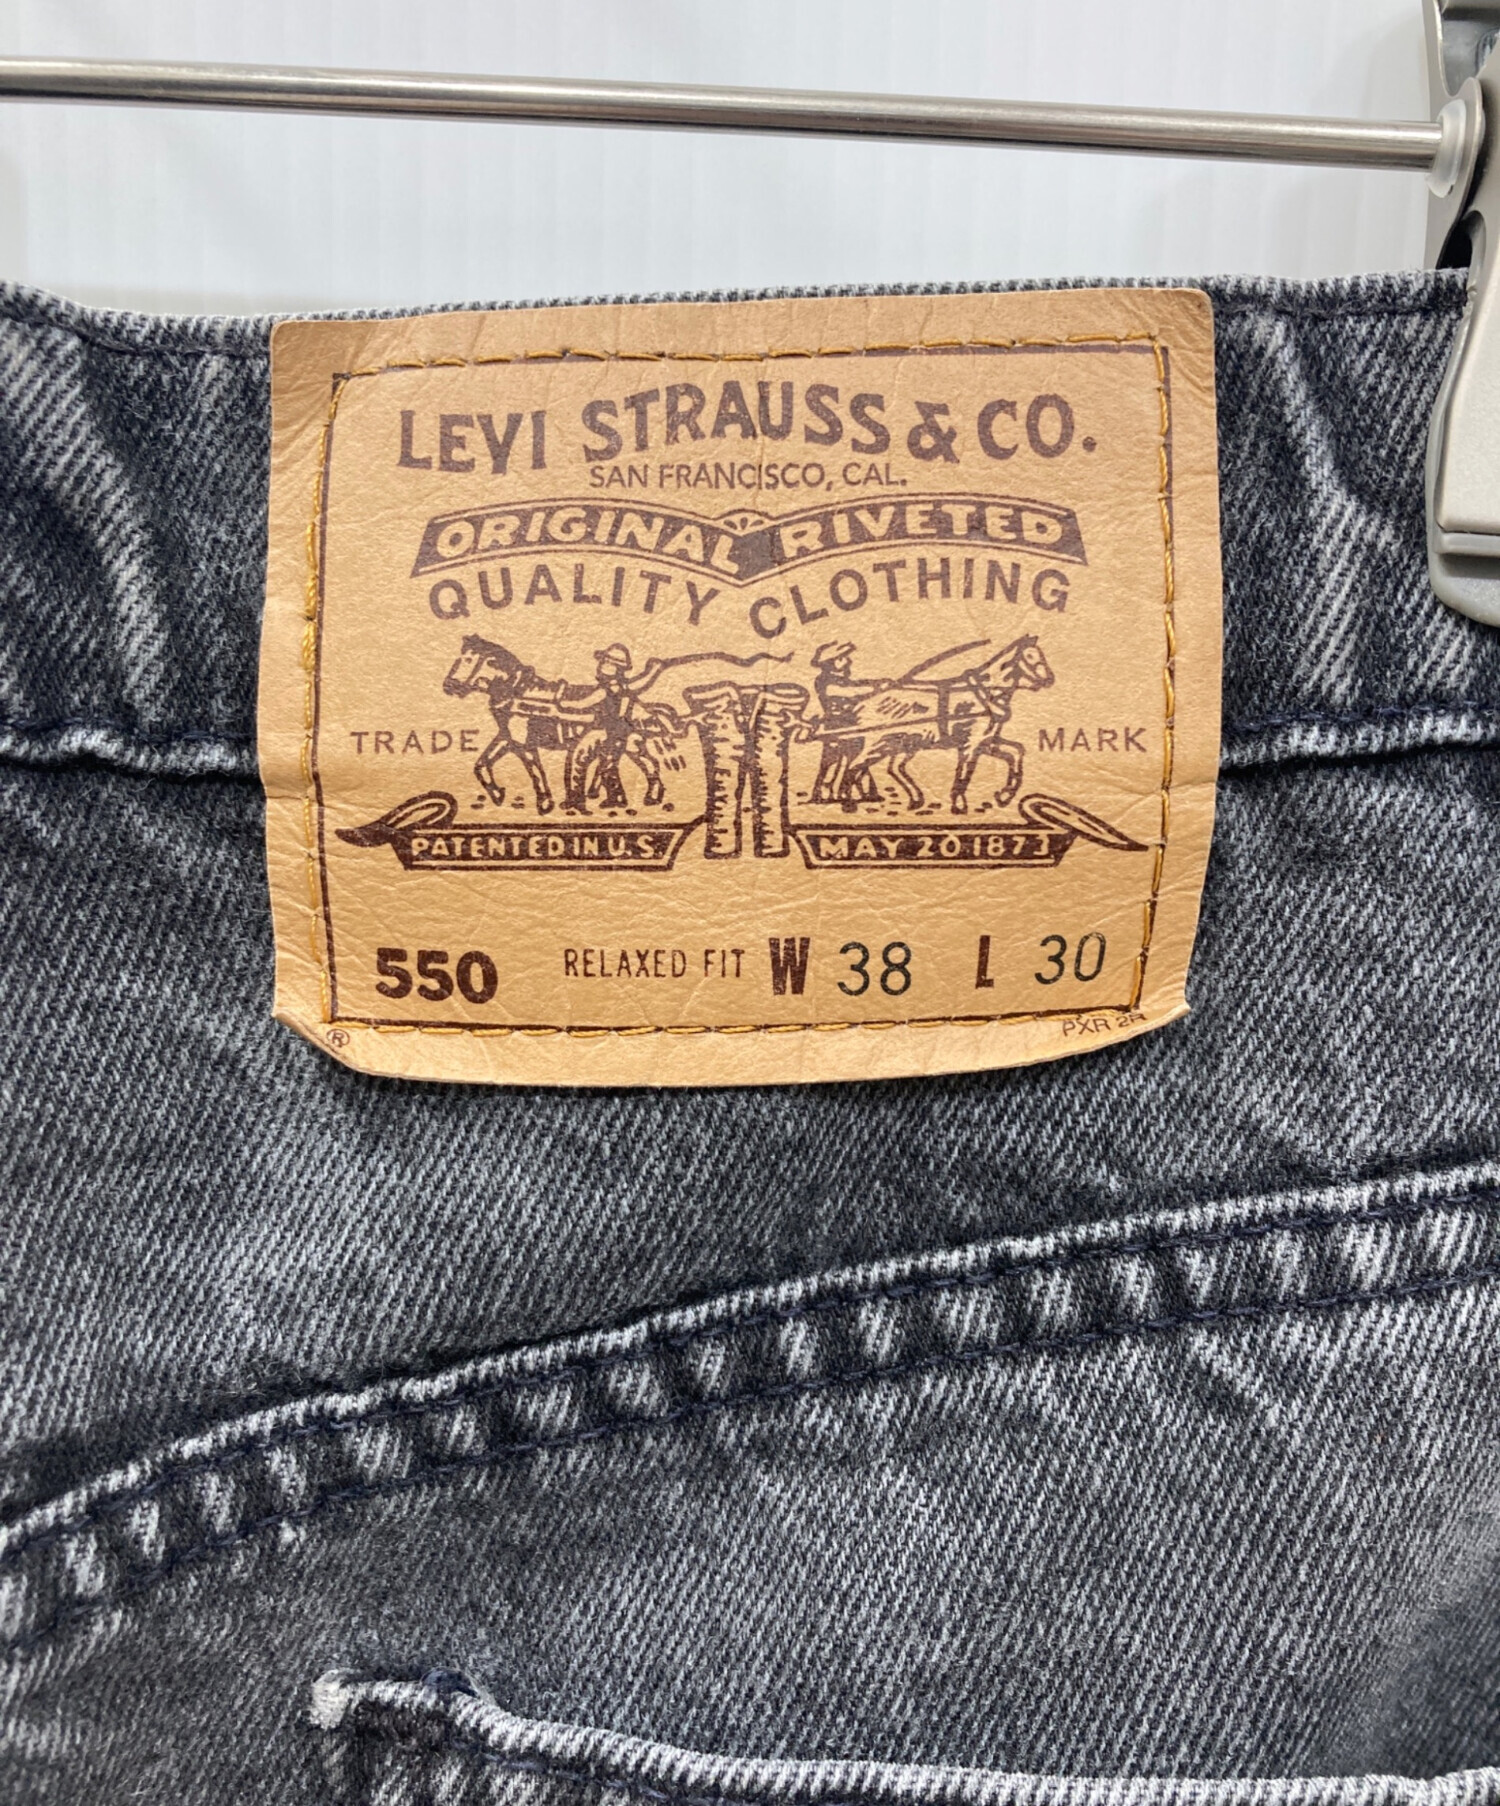 LEVI STRAUSS & CO.
SAN FRANCISCO, CAL.
ORIGINAL RIVETED
QUALITY CLOTHING
TRADE MARK
PATENTED IN U.S. MAY 20 1873
550 RELAXED FIT W 38 L 30
® PXR 2R